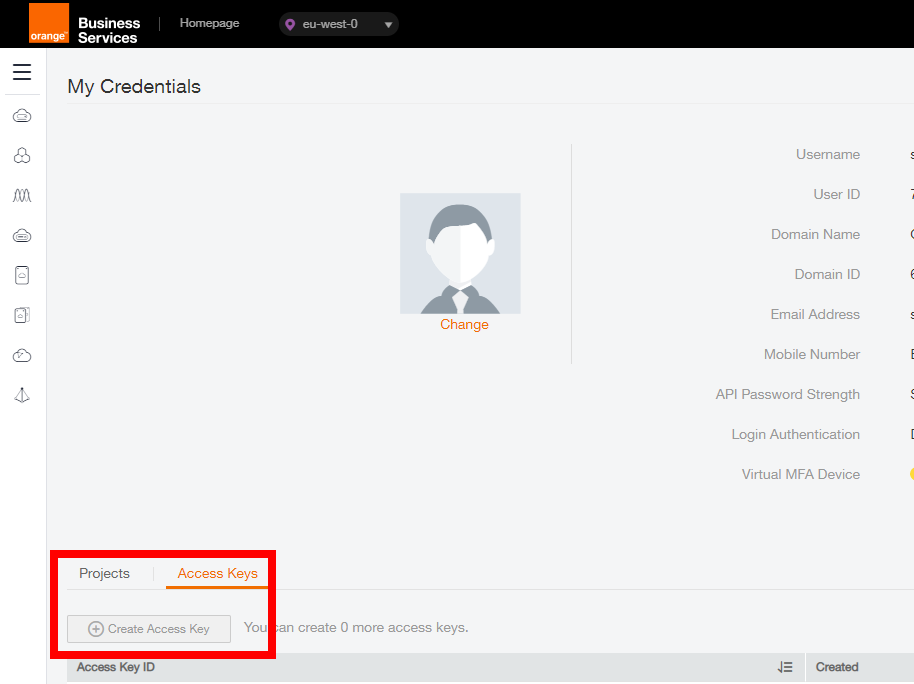 orange™
Business
Services
Homepage
eu-west-0
My Credentials
Username
User ID
Domain Name
Domain ID
Email Address
Mobile Number
API Password Strength
Login Authentication
Virtual MFA Device
Change
Projects
Access Keys
Create Access Key
You can create 0 more access keys.
Access Key ID
Created